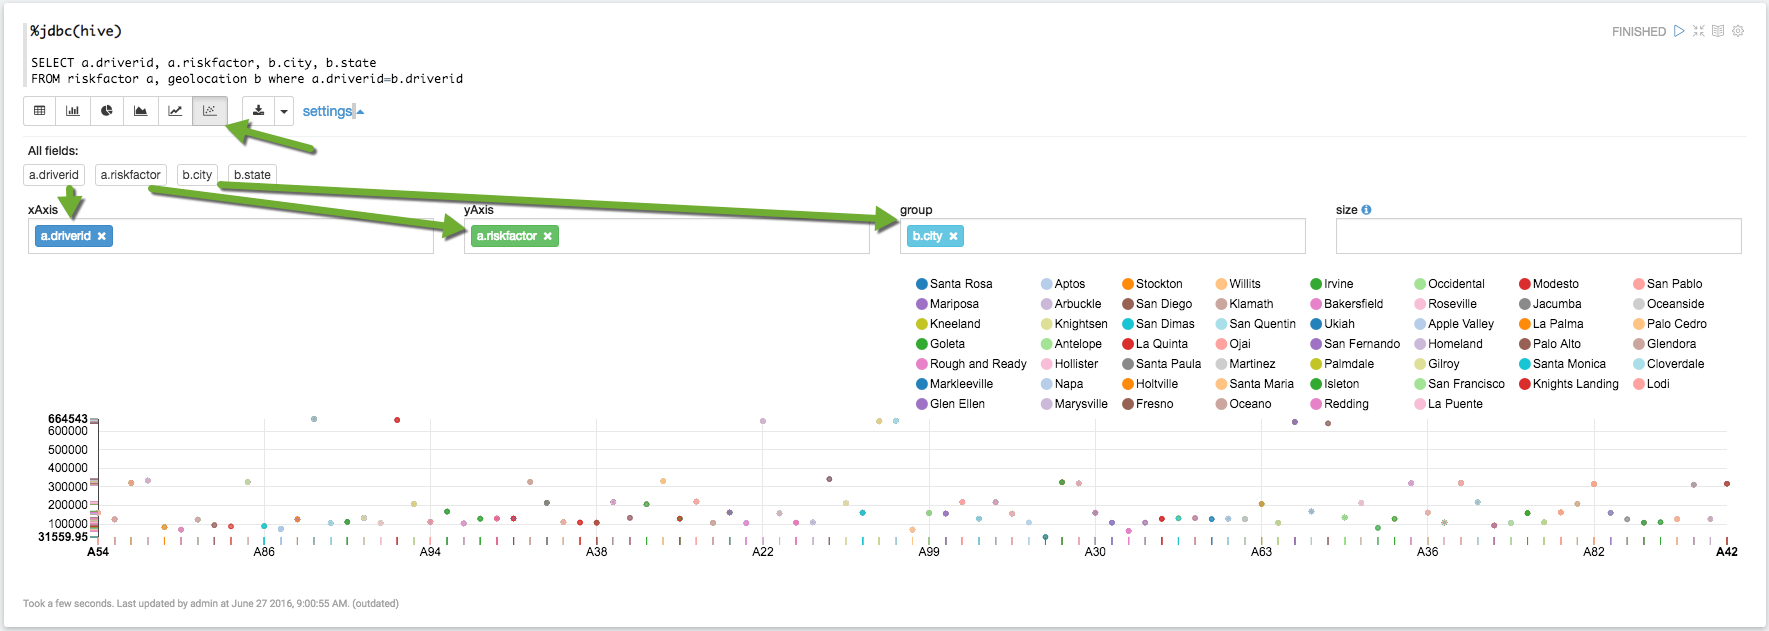 %jdbc(hive)
FINISHED
SELECT a.driverid, a.riskfactor, b.city, b.state
FROM riskfactor a, geolocation b where a.driverid=b.driverid
settings
All fields:
a.driverid a.riskfactor b.city b.state
xAxis yAxis group size
a.driverid a.riskfactor b.city
Santa Rosa Aptos Stockton Willits Irvine Occidental Modesto San Pablo
Mariposa Arbuckle San Diego Klamath Bakersfield Roseville Jacumba Oceanside
Kneeland Knightsen San Dimas San Quentin Ukiah Apple Valley La Palma Palo Cedro
Goleta Antelope La Quinta Ojai San Fernando Homeland Palo Alto Glendora
Rough and Ready Hollister Santa Paula Martinez Palmdale Gilroy Santa Monica Cloverdale
Markleeville Napa Holtville Santa Maria Isleton San Francisco Knights Landing Lodi
Glen Ellen Marysville Fresno Oceano Redding La Puente
664543
600000
500000
400000
300000
200000
100000
31559.95
A54 A86 A94 A38 A22 A99 A30 A63 A36 A82 A42
Took a few seconds. Last updated by admin at June 27 2016, 9:00:55 AM. (outdated)